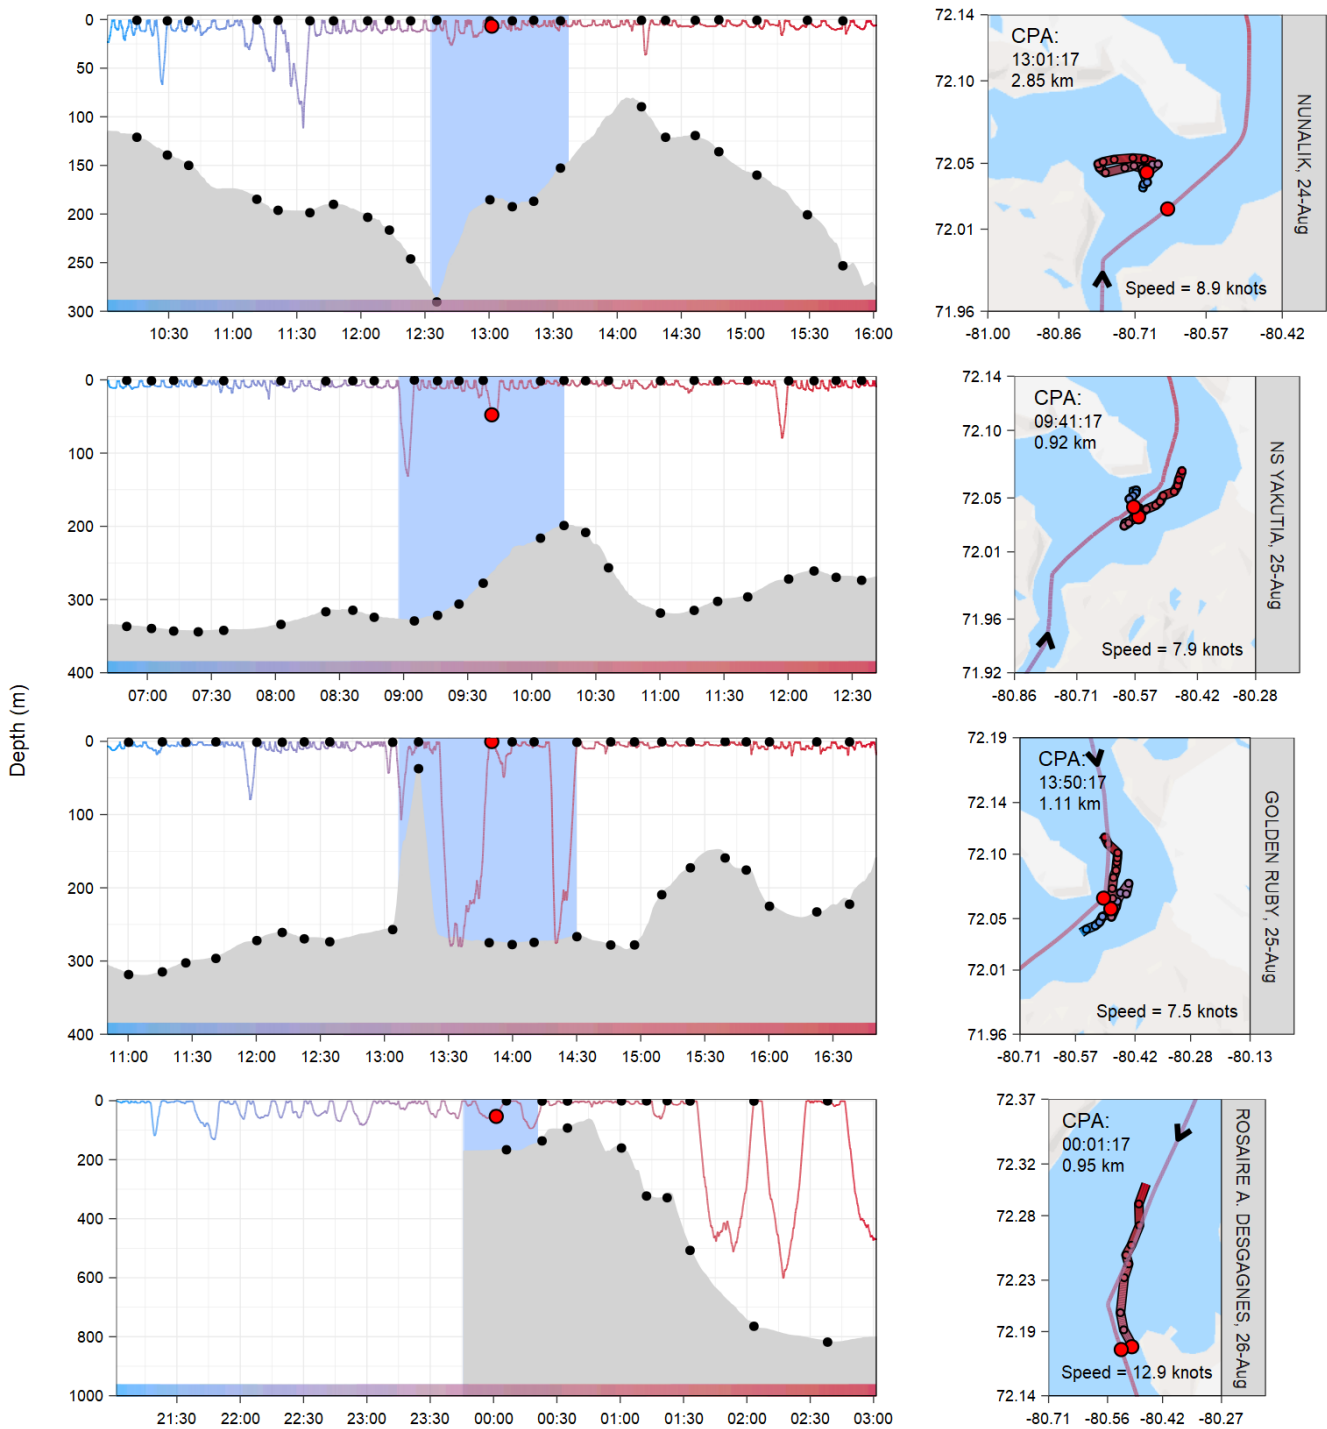 Depth (m)
0
50
100
150
200
250
300
10:30 11:00 11:30 12:00 12:30 13:00 13:30 14:00 14:30 15:00 15:30 16:00
72.14
72.10
72.05
72.01
71.96
-81.00 -80.86 -80.71 -80.57 -80.42
CPA:
13:01:17
2.85 km
Speed = 8.9 knots
NUNALIK, 24-Aug
0
100
200
300
400
07:00 07:30 08:00 08:30 09:00 09:30 10:00 10:30 11:00 11:30 12:00 12:30
72.14
72.10
72.05
72.01
71.96
71.92
-80.86 -80.71 -80.57 -80.42 -80.28
CPA:
09:41:17
0.92 km
Speed = 7.9 knots
NS YAKUTIA, 25-Aug
0
100
200
300
400
11:00 11:30 12:00 12:30 13:00 13:30 14:00 14:30 15:00 15:30 16:00 16:30
72.19
72.14
72.10
72.05
72.01
71.96
-80.71 -80.57 -80.42 -80.28 -80.13
CPA:
13:50:17
1.11 km
Speed = 7.5 knots
GOLDEN RUBY, 25-Aug
0
200
400
600
800
1000
21:30 22:00 22:30 23:00 23:30 00:00 00:30 01:00 01:30 02:00 02:30 03:00
72.37
72.32
72.28
72.23
72.19
72.14
-80.71 -80.56 -80.42 -80.27
CPA:
00:01:17
0.95 km
Speed = 12.9 knots
ROSAIRE A. DESGAGNES, 26-Aug